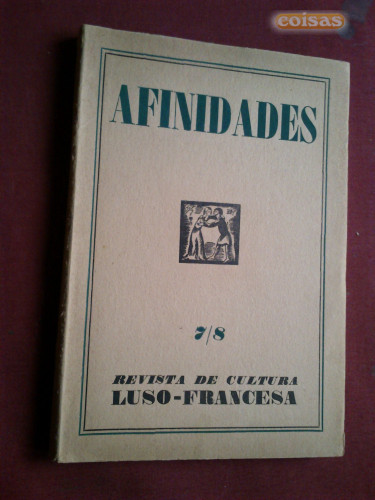 coisas
AFINIDADES
7/8
REVISTA DE CULTURA
LUSO-FRANCESA